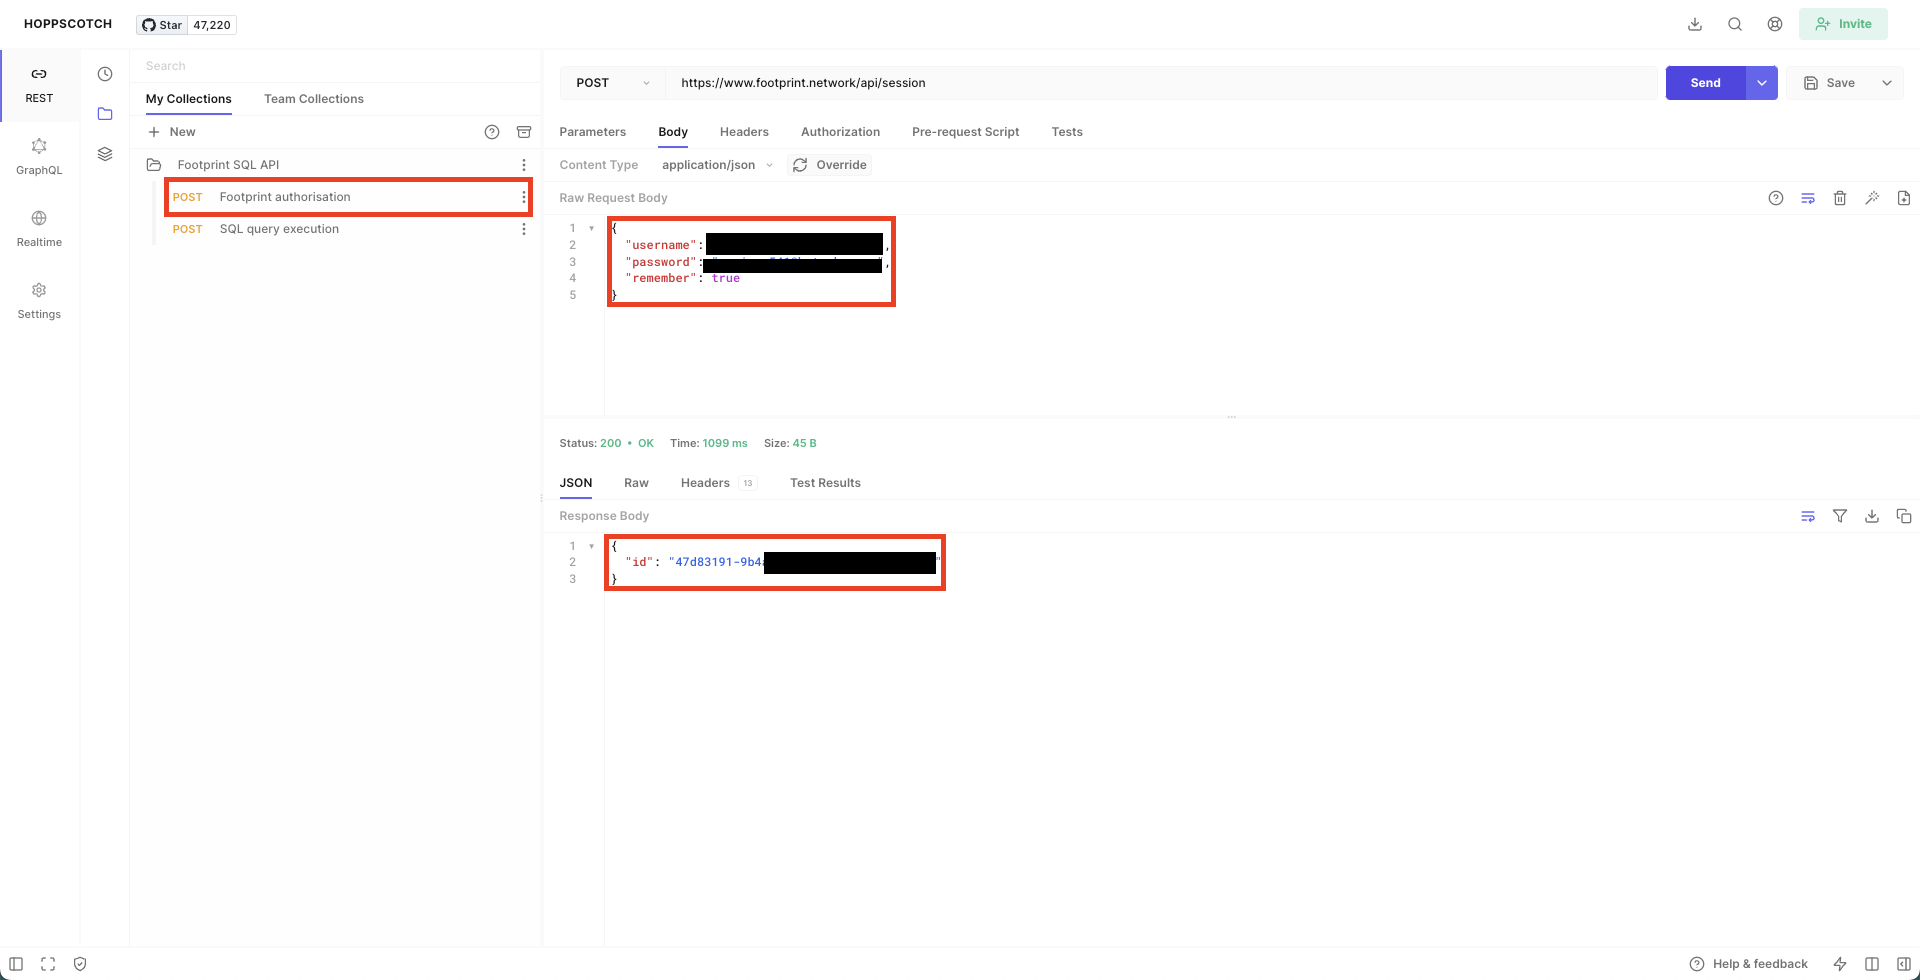 HOPPSCOTCH
Star 47,220
Invite
REST
GraphQL
Realtime
Settings
Search
My Collections Team Collections
New
Footprint SQL API
POST Footprint authorisation
POST SQL query execution
POST https://www.footprint.network/api/session
Send
Save
Parameters Body Headers Authorization Pre-request Script Tests
Content Type application/json Override
Raw Request Body
1 {
2 "username": ,
3 "password": ,
4 "remember": true
5 }
Status: 200 • OK Time: 1099 ms Size: 45 B
JSON Raw Headers 13 Test Results
Response Body
1 {
2 "id": "47d83191-9b4 "
3 }
Help & feedback